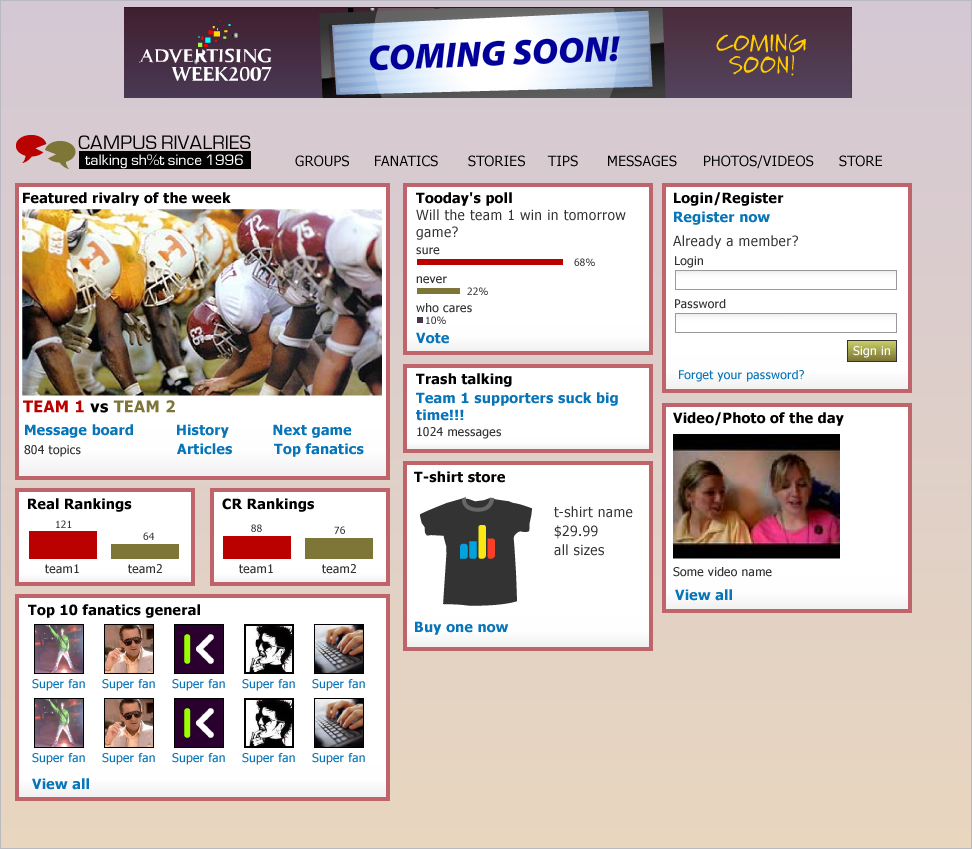 ADVERTISING
WEEK2007
COMING SOON!
COMING
SOON!
CAMPUS RIVALRIES
talking sh%t since 1996
GROUPS FANATICS STORIES TIPS MESSAGES PHOTOS/VIDEOS STORE
Featured rivalry of the week
72
75
93
TEAM 1 vs TEAM 2
Message board History Next game
804 topics Articles Top fanatics
Real Rankings
121
64
team1 team2
CR Rankings
88
76
team1 team2
Top 10 fanatics general
Super fan Super fan Super fan Super fan Super fan
Super fan Super fan Super fan Super fan Super fan
View all
Tooday's poll
Will the team 1 win in tomorrow
game?
sure
68%
never
22%
who cares
10%
Vote
Trash talking
Team 1 supporters suck big
time!!!
1024 messages
T-shirt store
t-shirt name
$29.99
all sizes
Buy one now
Login/Register
Register now
Already a member?
Login
Password
Sign in
Forget your password?
Video/Photo of the day
Some video name
View all